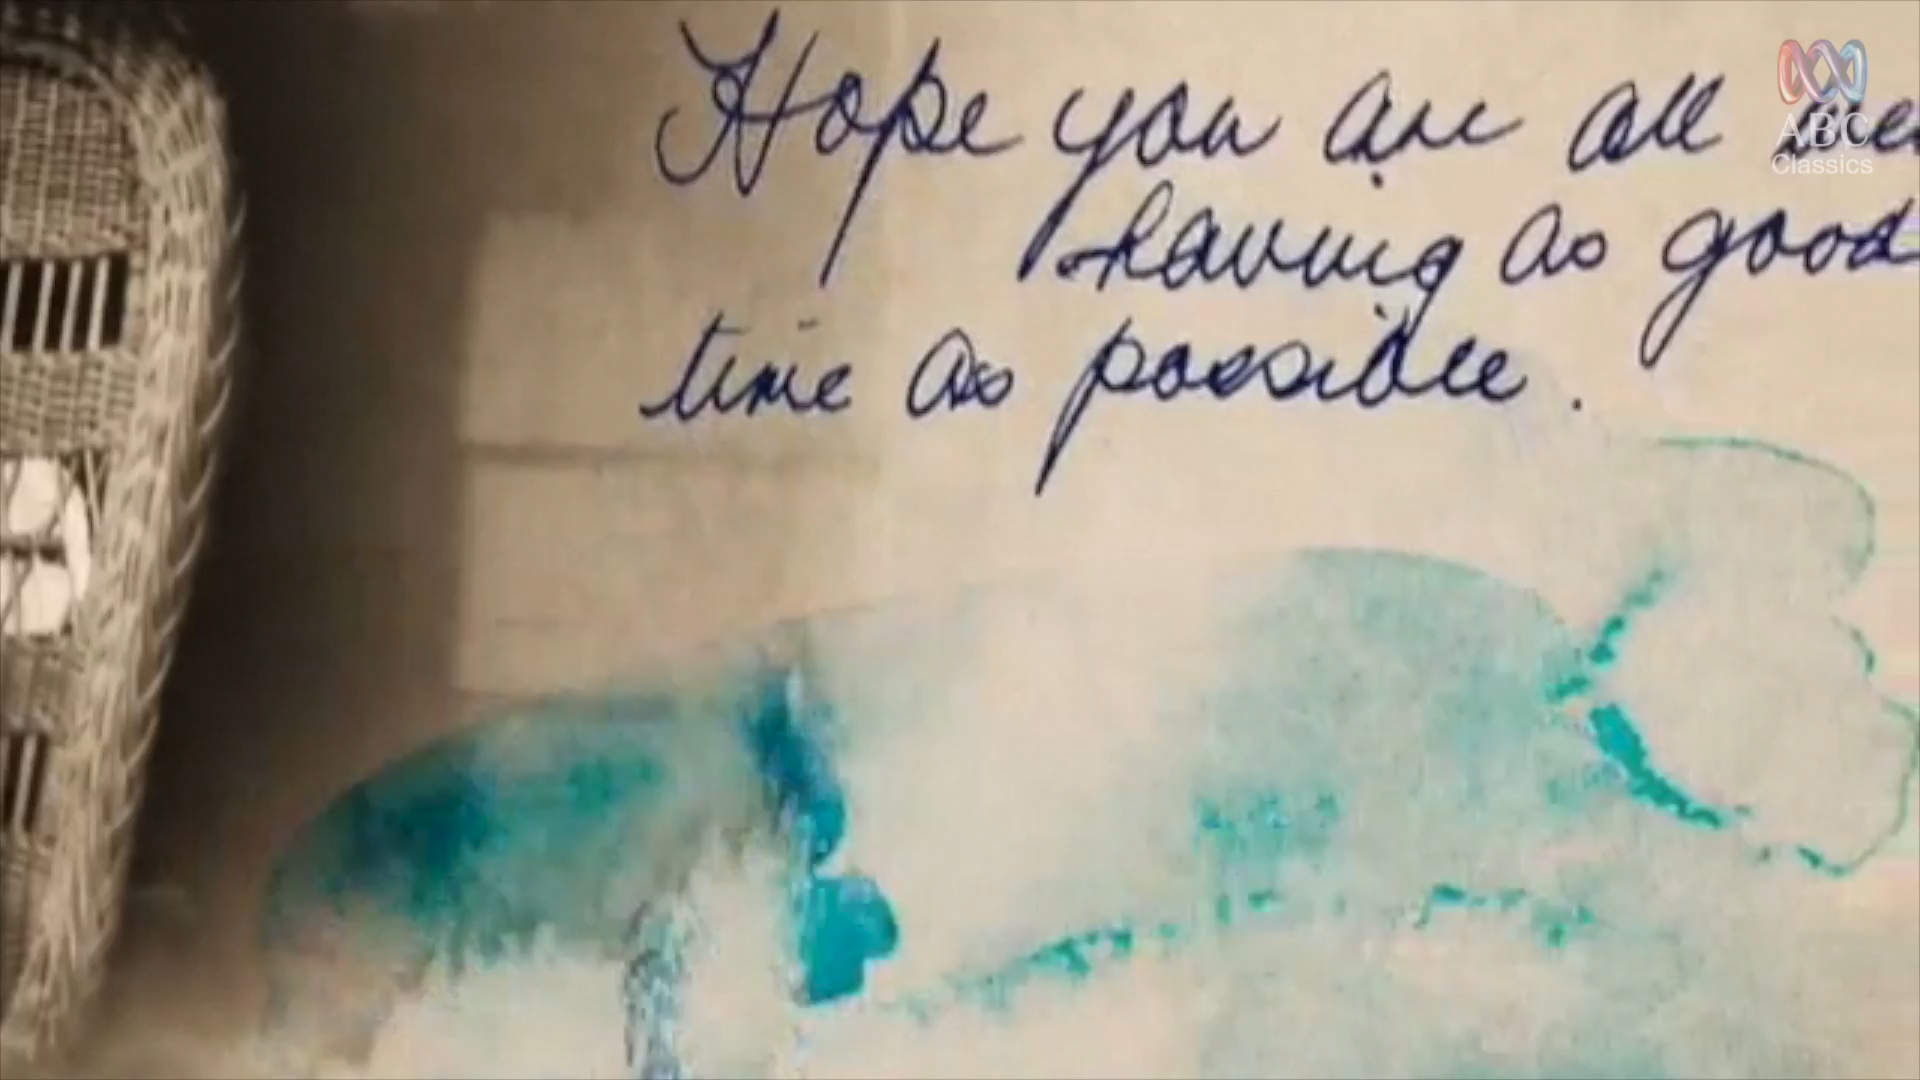 Hope you are all
having as good
time as possible.
ABC
Classics